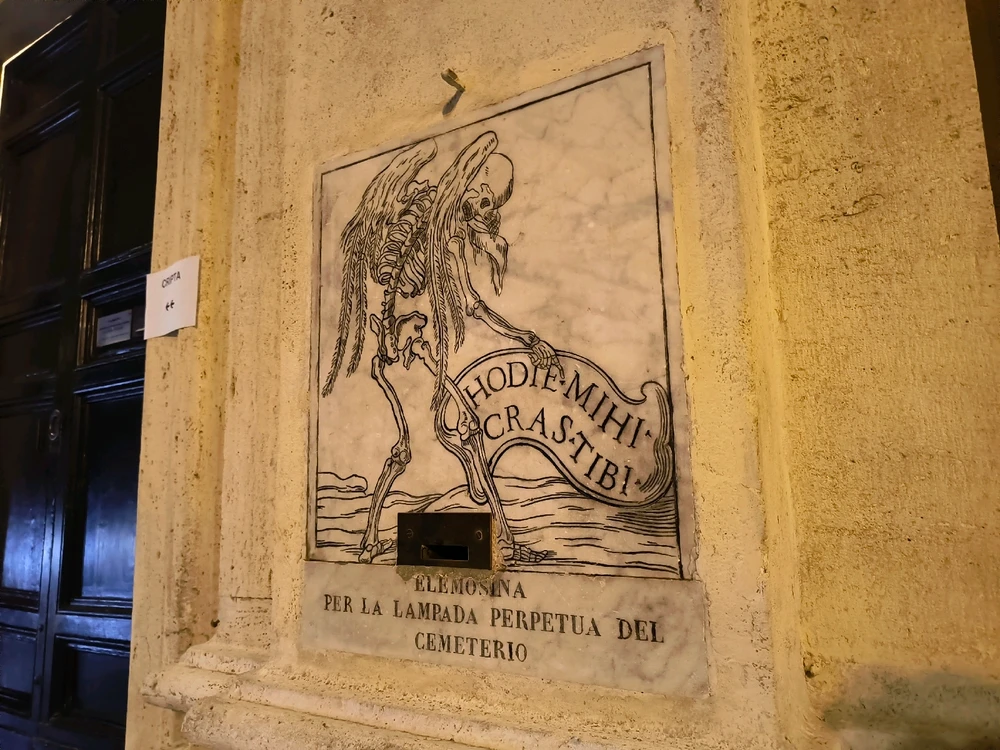 CRIPTA
HODIE·MIHI·
CRAS·TIBI·
ELEMOSINA
PER LA LAMPADA PERPETUA DEL
CEMETERIO